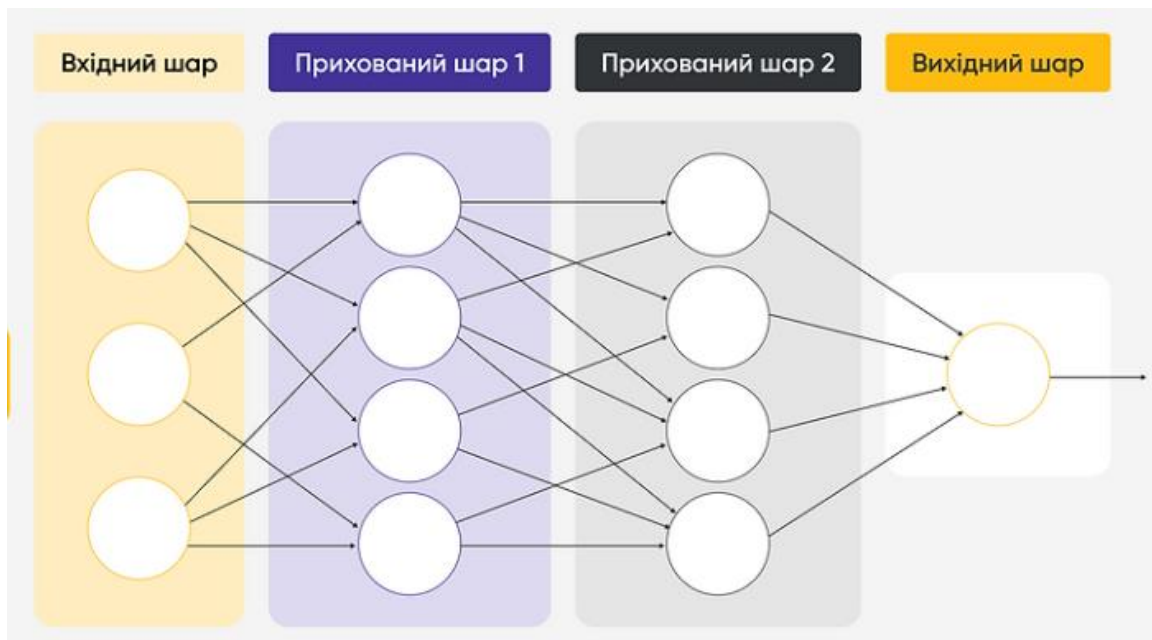 Вхідний шар
Прихований шар 1
Прихований шар 2
Вихідний шар